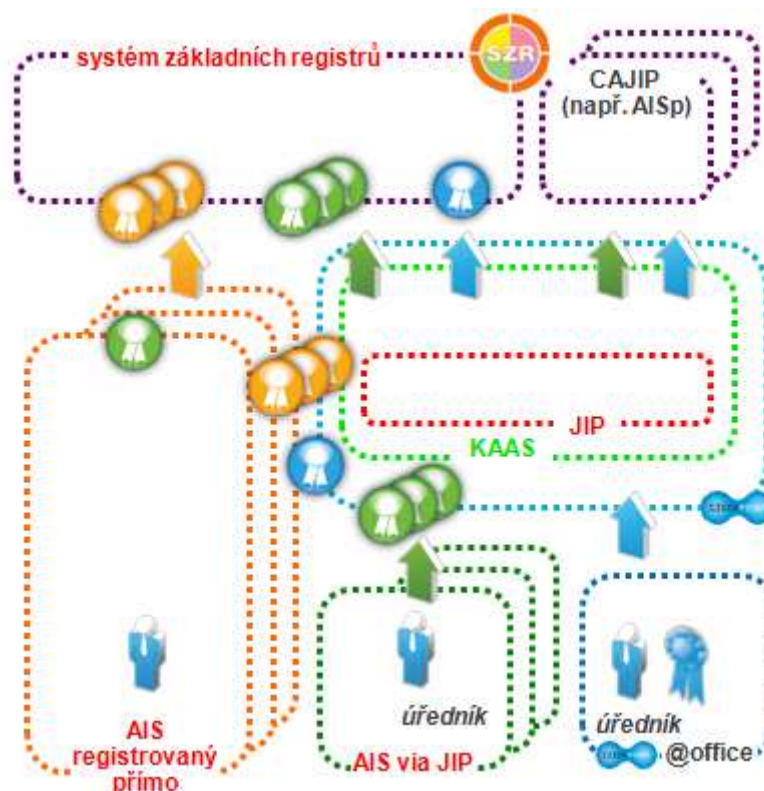 systém základních registrů
SZR
CAJIP
(např. AISp)
JIP
KAAS
AIS
registrovaný
přímo
úředník
AIS via JIP
úředník
@office